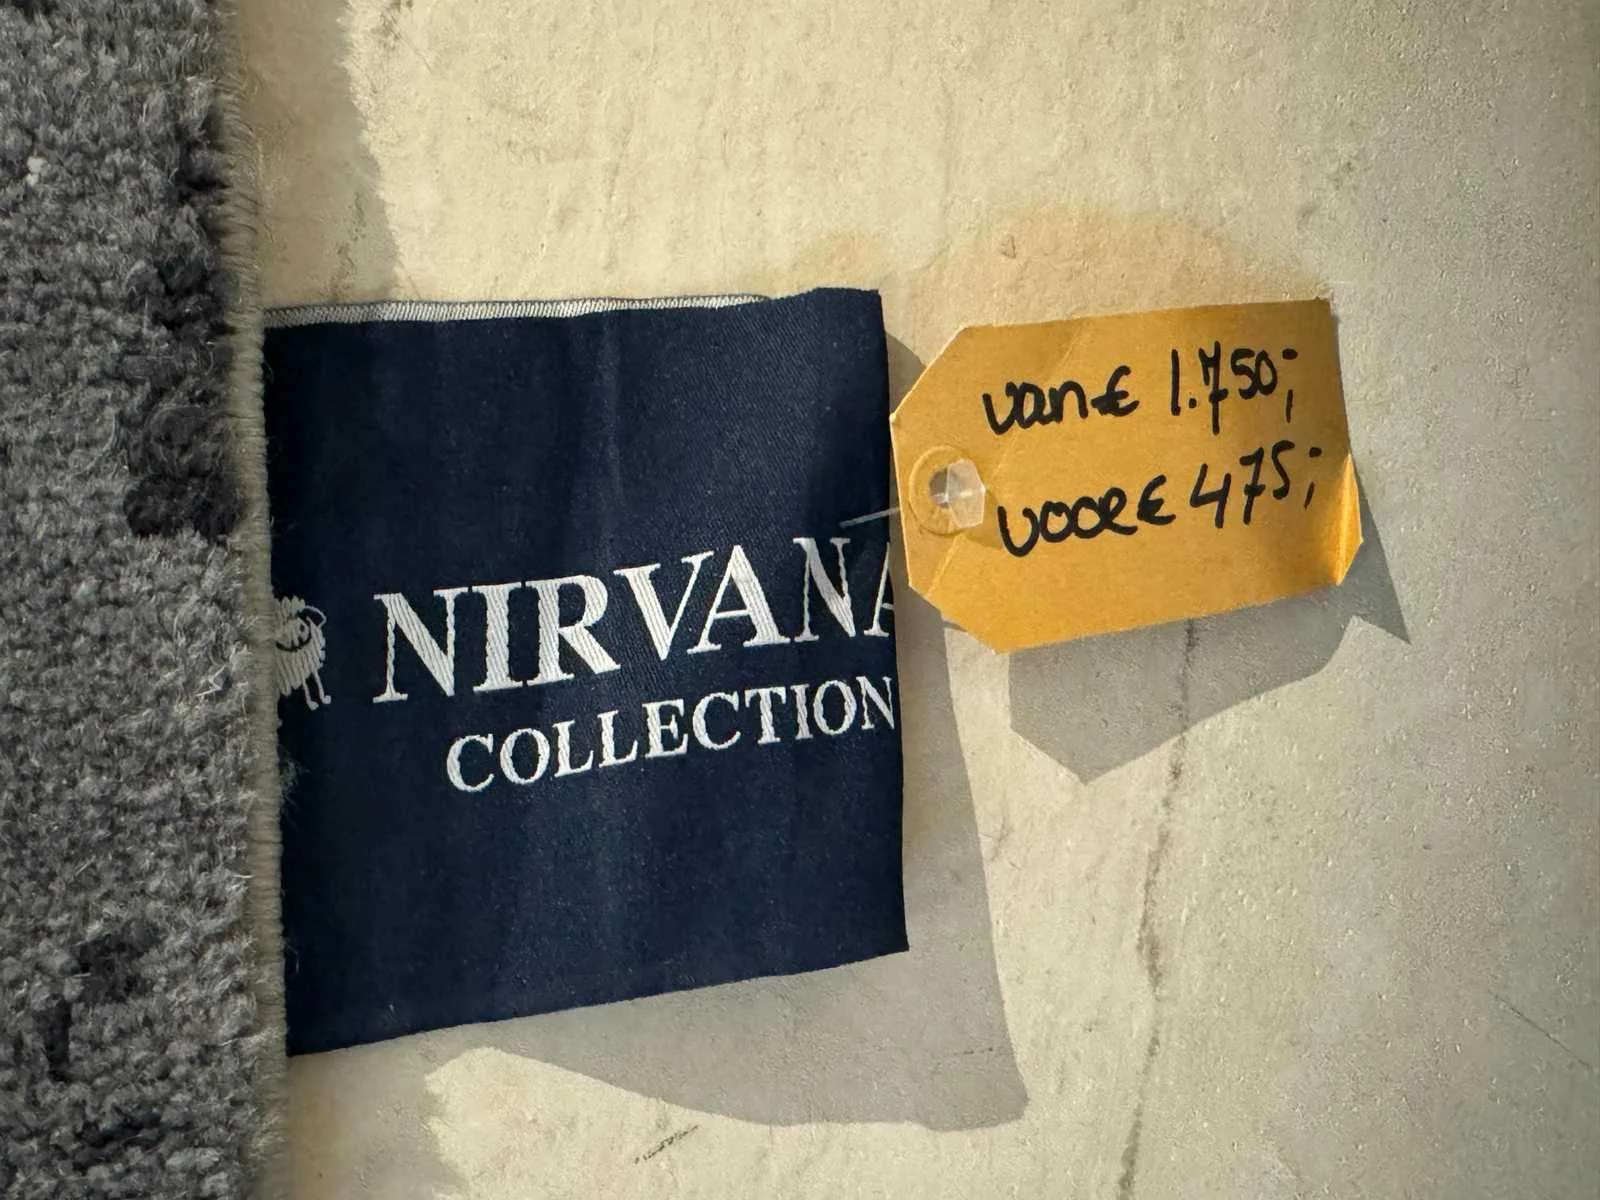 NIRVANA
COLLECTION
van € 1.750,-
voor € 475,-